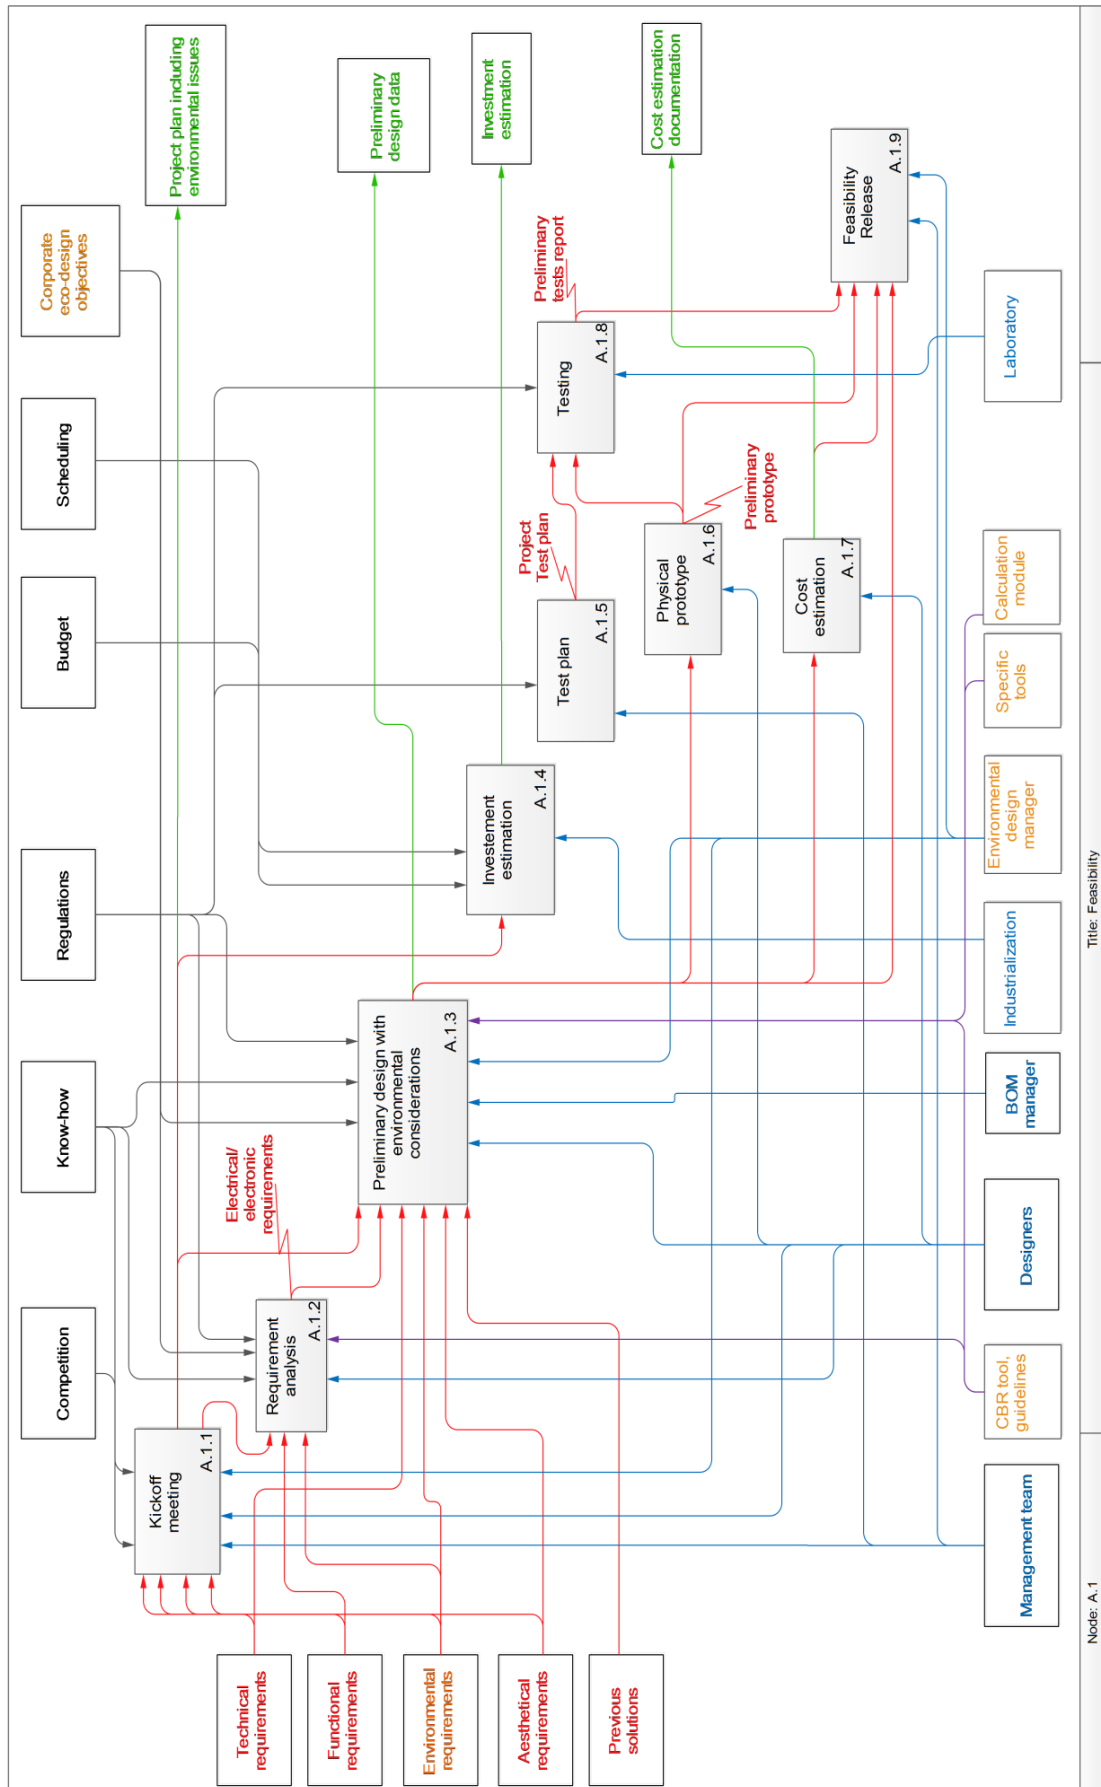 Competition
Know-how
Regulations
Budget
Scheduling
Corporate
eco-design
objectives
Project plan including
environmental issues
Preliminary
design data
Investment
estimation
Cost estimation
documentation
Kickoff
meeting
A.1.1
Requirement
analysis
A.1.2
Electrical/
electronic
requirements
Preliminary design with
environmental
considerations
A.1.3
Investement
estimation
A.1.4
Test plan
A.1.5
Project
Test plan
Physical
prototype
A.1.6
Preliminary
prototype
Cost
estimation
A.1.7
Testing
A.1.8
Preliminary
tests report
Feasibility
Release
A.1.9
Technical
requirements
Functional
requirements
Environmental
requirements
Aesthetical
requirements
Previous
solutions
Management team
CBR tool,
guidelines
Designers
BOM
manager
Industrialization
Environmental
design
manager
Specific
tools
Calculation
module
Laboratory
Node: A.1
Title: Feasibility